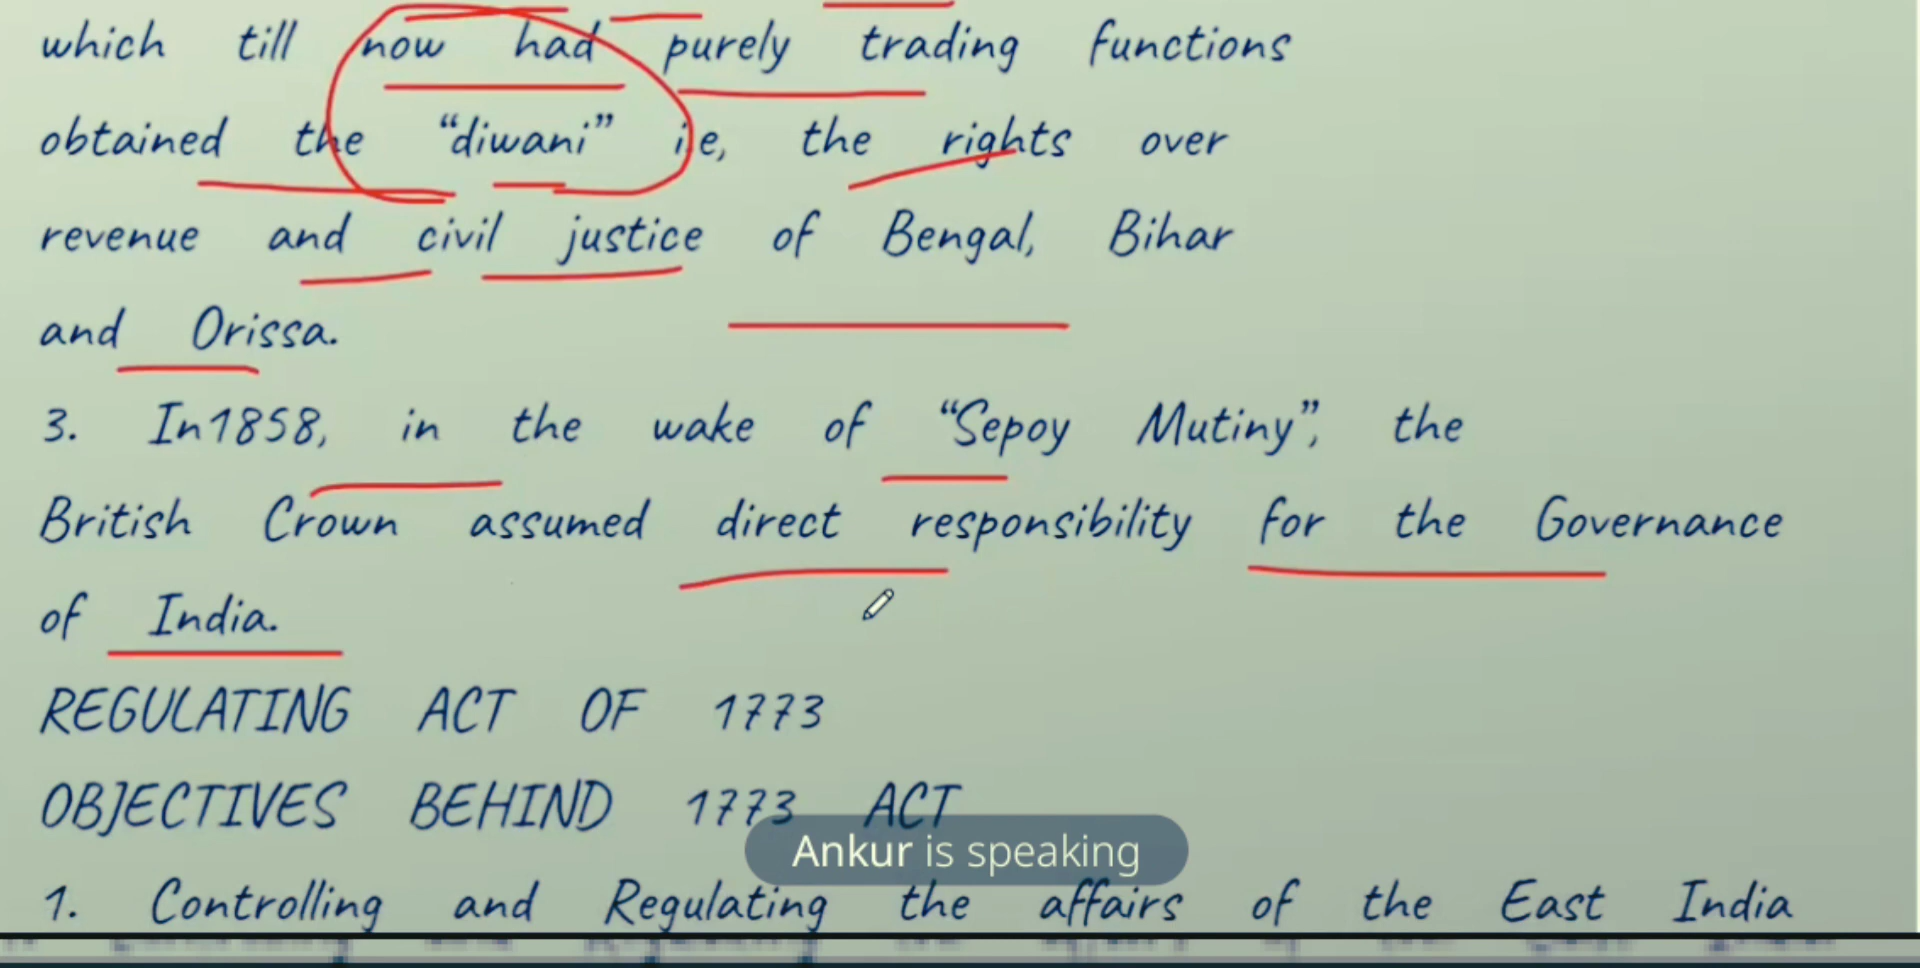 which till now had purely trading functions
obtained the “diwani” i.e, the rights over
revenue and civil justice of Bengal, Bihar
and Orissa.
3. In1858, in the wake of “Sepoy Mutiny”, the
British Crown assumed direct responsibility for the Governance
of India.
REGULATING ACT OF 1773
OBJECTIVES BEHIND 1773 ACT
Ankur is speaking
1. Controlling and Regulating the affairs of the East India